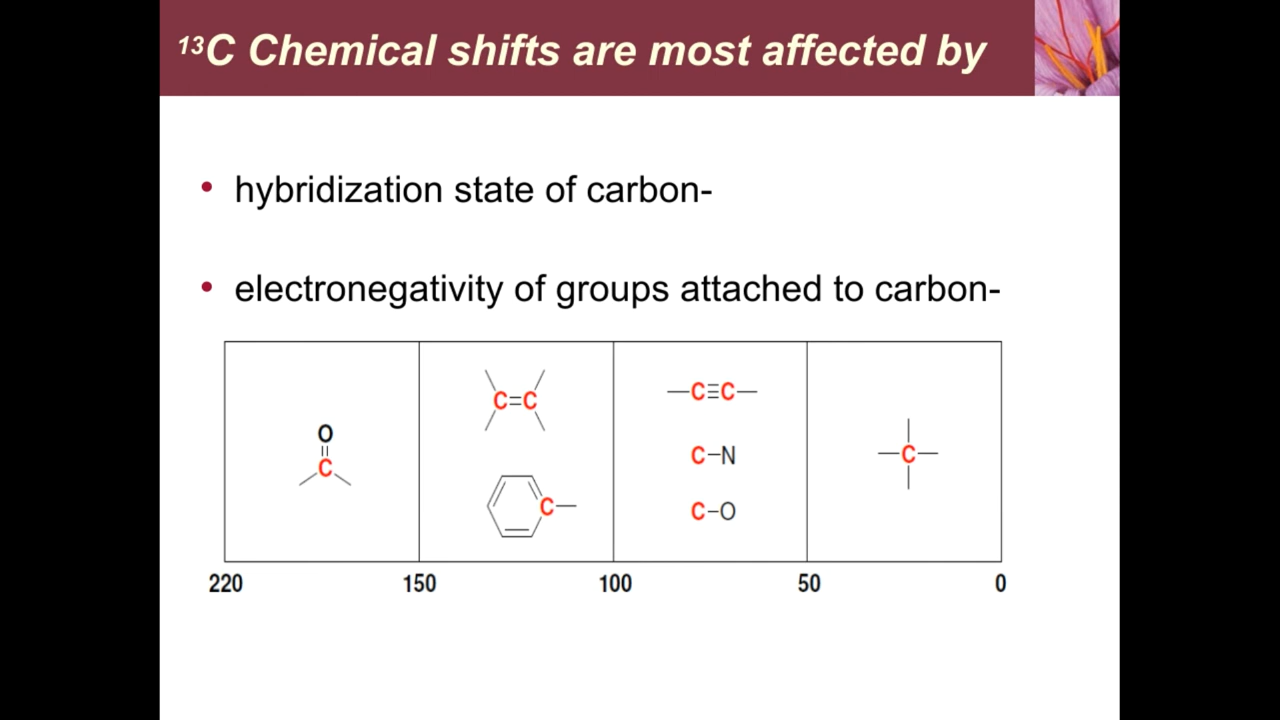 ¹³C Chemical shifts are most affected by
• hybridization state of carbon-
• electronegativity of groups attached to carbon-
O
C
C=C
C
C≡C
C-N
C-O
C
220 150 100 50 0